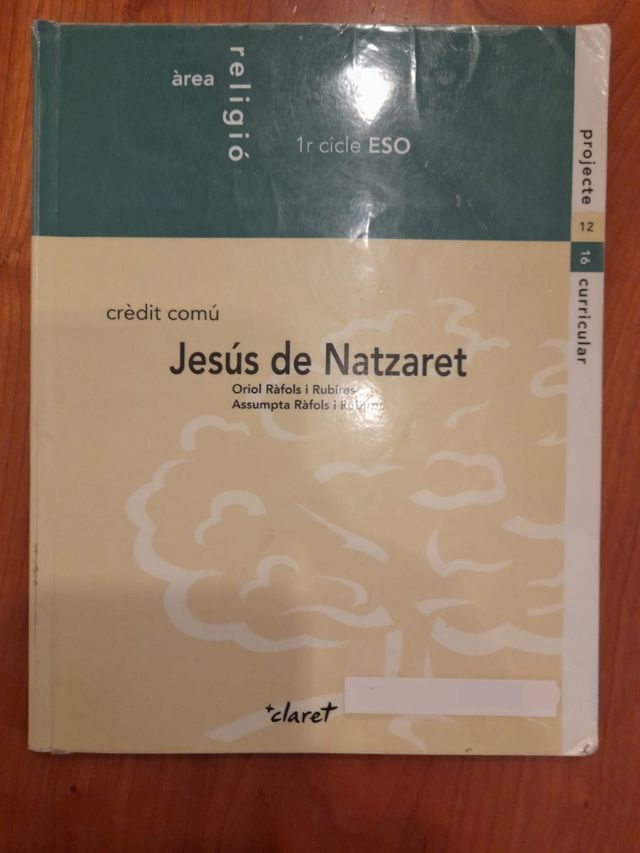 àrea
religió
1r cicle ESO
projecte
12
16
curricular
crèdit comú
Jesús de Natzaret
Oriol Ràfols i Rubires
Assumpta Ràfols i
claret